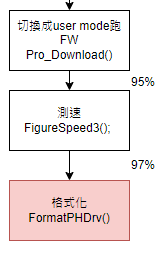 切換成user mode跑
FW
Pro_Download()
95%
測速
FigureSpeed3();
97%
格式化
FormatPHDrv()